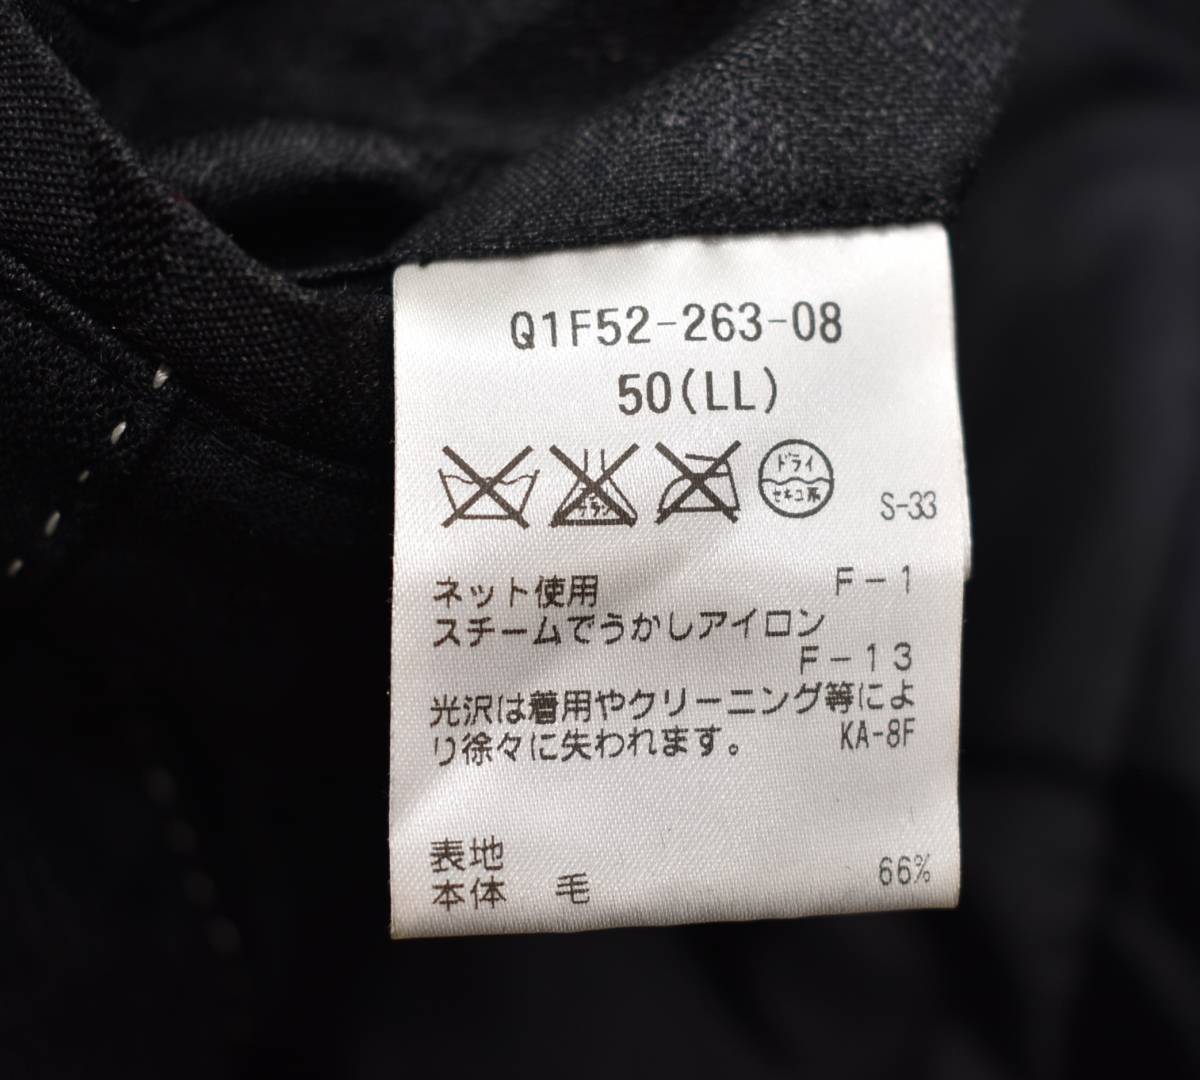 Q1F52-263-08
50(LL)
ドライ
セキユ系
S-33
ネット使用 F-1
スチームでうかしアイロン
F-13
光沢は着用やクリーニング等によ
り徐々に失われます。 KA-8F
表地
本体 毛 66%